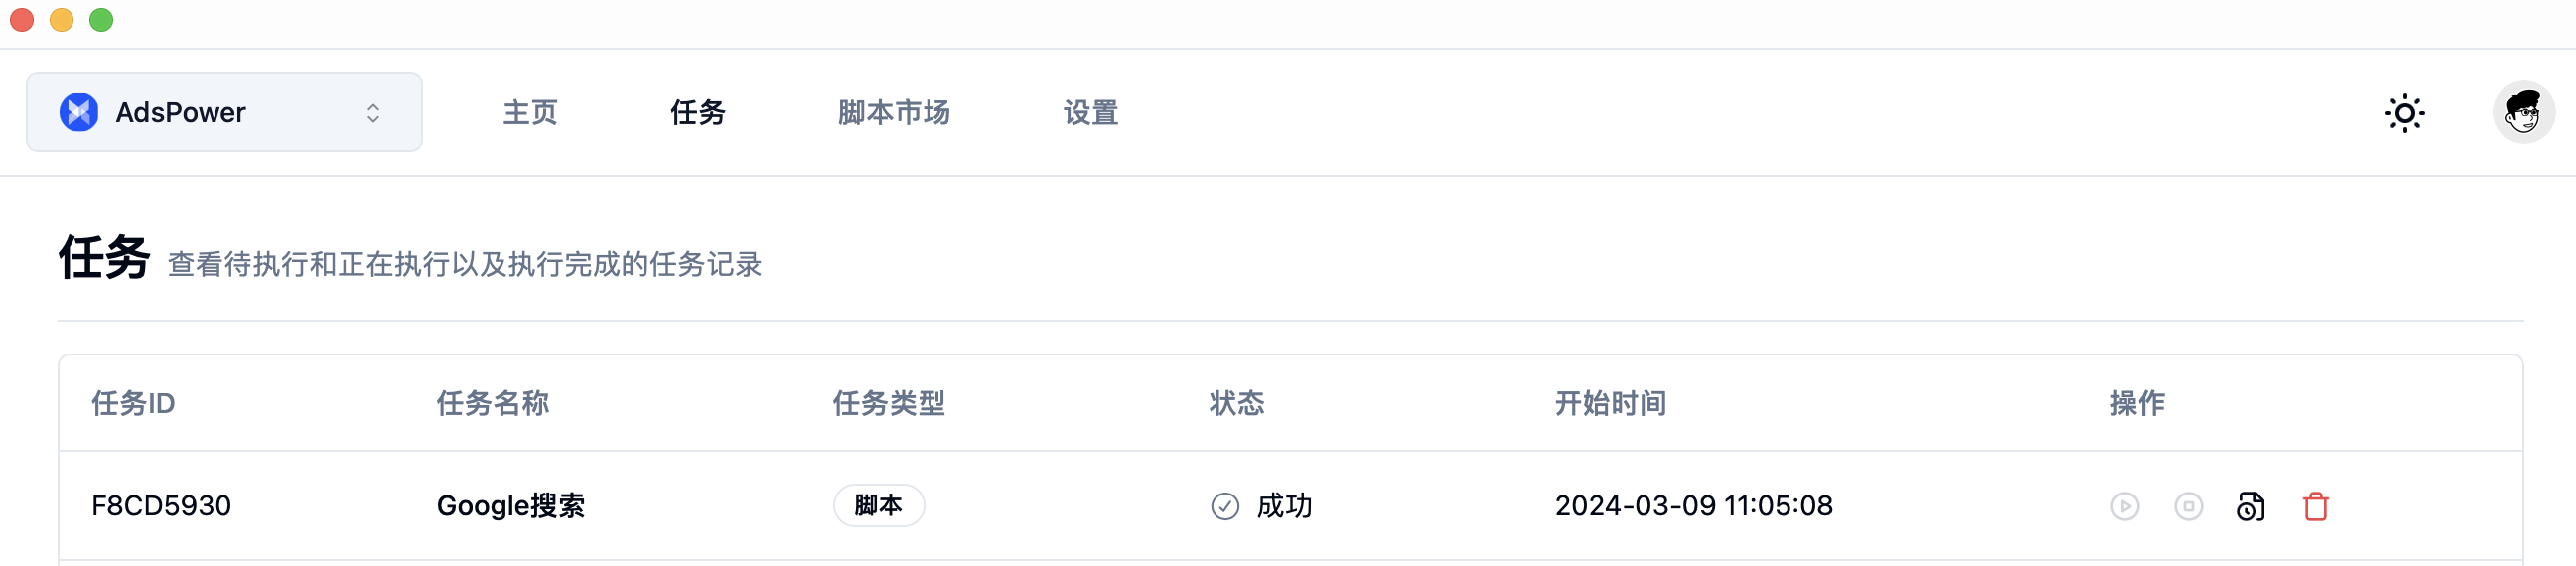 AdsPower 主页 任务 脚本市场 设置
任务 查看待执行和正在执行以及执行完成的任务记录
任务ID 任务名称 任务类型 状态 开始时间 操作
F8CD5930 Google搜索 脚本 成功 2024-03-09 11:05:08